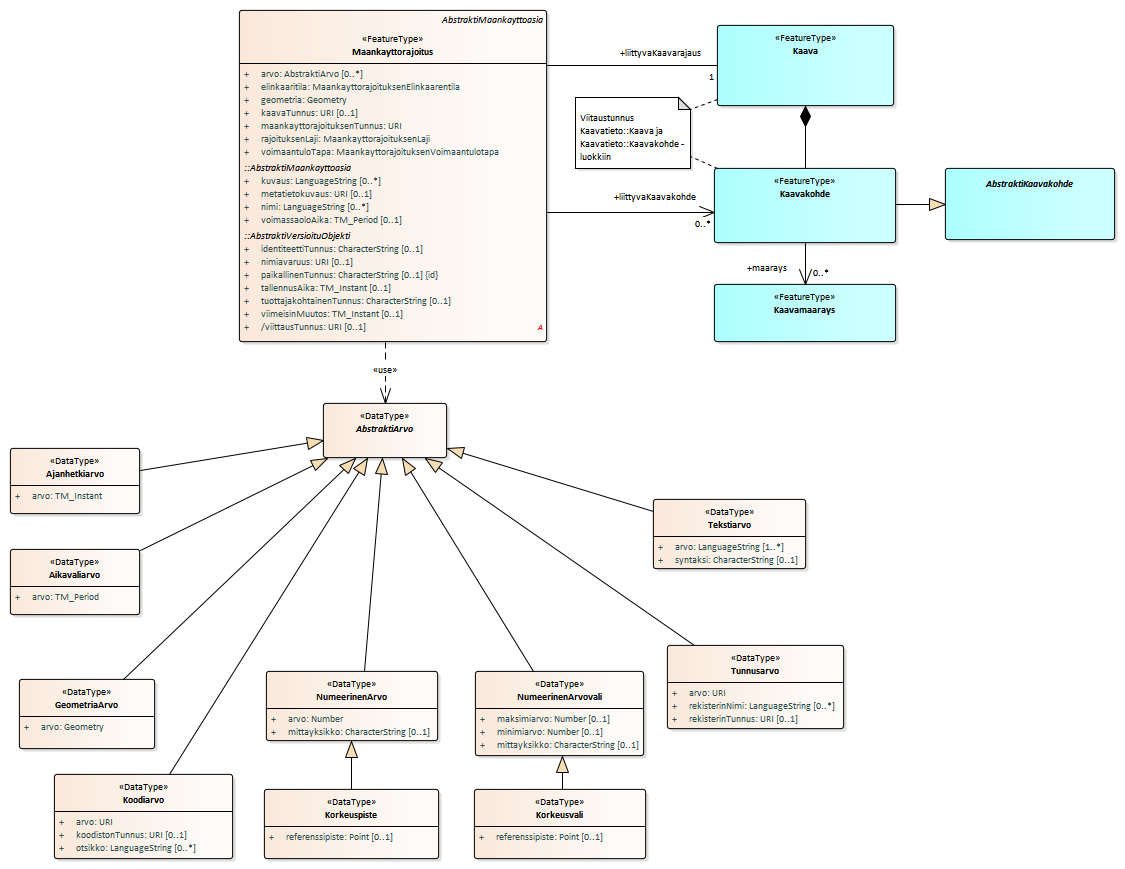 AbstraktiMaankayttoasia
«FeatureType»
Maankayttorajoitus
+ arvo: AbstraktiArvo [0..*]
+ elinkaaritila: MaankayttorajoituksenElinkaarentila
+ geometria: Geometry
+ kaavaTunnus: URI [0..1]
+ maankayttorajoituksenTunnus: URI
+ rajoituksenLaji: MaankayttorajoituksenLaji
+ voimaantuloTapa: MaankayttorajoituksenVoimaantulotapa
::AbstraktiMaankayttoasia
+ kuvaus: LanguageString [0..*]
+ metatietokuvaus: URI [0..1]
+ nimi: LanguageString [0..*]
+ voimassaoloAika: TM_Period [0..1]
::AbstraktiVersioituObjekti
+ identiteettiTunnus: CharacterString [0..1]
+ nimiavaruus: URI [0..1]
+ paikallinenTunnus: CharacterString [0..1] {id}
+ tallennusAika: TM_Instant [0..1]
+ tuottajakohtainenTunnus: CharacterString [0..1]
+ viimeisinMuutos: TM_Instant [0..1]
+ /viittausTunnus: URI [0..1]
A
+liittyvaKaavarajaus
1
«FeatureType»
Kaava
Viitaustunnus
Kaavatieto::Kaava ja
Kaavatieto::Kaavakohde -
luokkiin
+liittyvaKaavakohde
0..*
«FeatureType»
Kaavakohde
AbstraktiKaavakohde
+maarays
0..*
«FeatureType»
Kaavamaarays
«use»
«DataType»
AbstraktiArvo
«DataType»
Ajanhetkiarvo
+ arvo: TM_Instant
«DataType»
Tekstiarvo
+ arvo: LanguageString [1..*]
+ syntaksi: CharacterString [0..1]
«DataType»
Aikavaliarvo
+ arvo: TM_Period
«DataType»
Tunnusarvo
+ arvo: URI
+ rekisterinNimi: LanguageString [0..*]
+ rekisterinTunnus: URI [0..1]
«DataType»
GeometriaArvo
+ arvo: Geometry
«DataType»
NumeerinenArvo
+ arvo: Number
+ mittayksikko: CharacterString [0..1]
«DataType»
NumeerinenArvovali
+ maksimiarvo: Number [0..1]
+ minimiarvo: Number [0..1]
+ mittayksikko: CharacterString [0..1]
«DataType»
Koodiarvo
+ arvo: URI
+ koodistonTunnus: URI [0..1]
+ otsikko: LanguageString [0..*]
«DataType»
Korkeuspiste
+ referenssipiste: Point [0..1]
«DataType»
Korkeusvali
+ referenssipiste: Point [0..1]